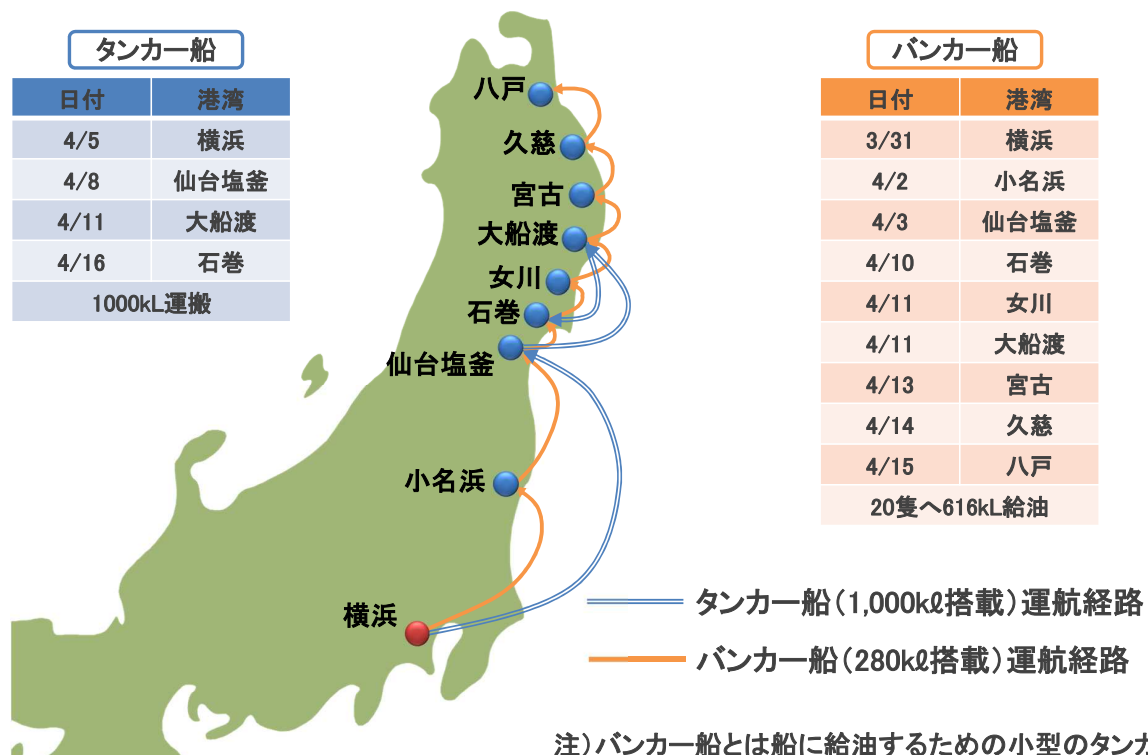 タンカー船
日付 港湾
4/5 横浜
4/8 仙台塩釜
4/11 大船渡
4/16 石巻
1000kL運搬
バンカー船
日付 港湾
3/31 横浜
4/2 小名浜
4/3 仙台塩釜
4/10 石巻
4/11 女川
4/11 大船渡
4/13 宮古
4/14 久慈
4/15 八戸
20隻へ616kL給油
八戸
久慈
宮古
大船渡
女川
石巻
仙台塩釜
小名浜
横浜
タンカー船(1,000kℓ搭載)運航経路
バンカー船(280kℓ搭載)運航経路
注)バンカー船とは船に給油するための小型のタンカ